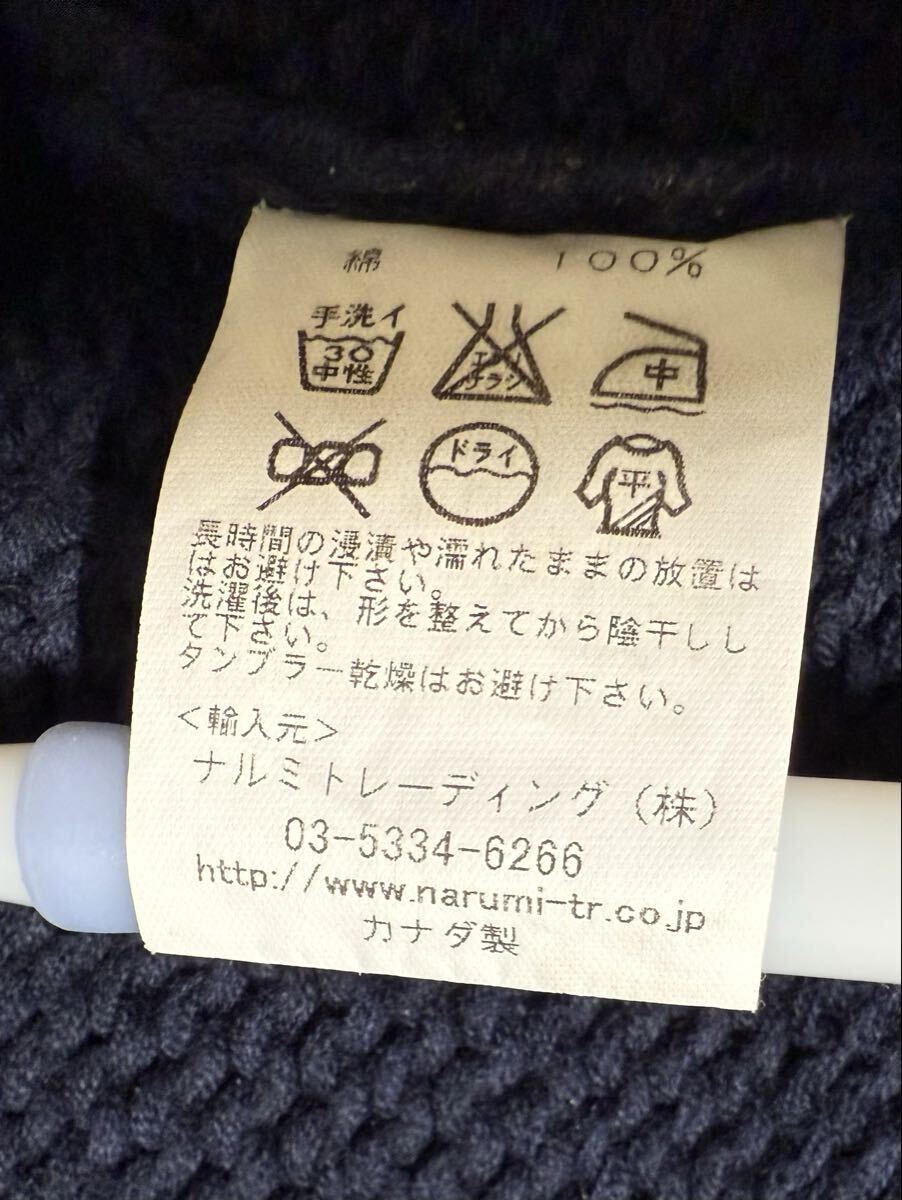 綿 100%
手洗イ
30
中性
エンソ
サラシ
中
ドライ
平
長時間の浸漬や濡れたままの放置は
はお避け下さい。
洗濯後は、形を整えてから陰干しし
て下さい。
タンブラー乾燥はお避け下さい。
<輸入元>
ナルミトレーディング(株)
03-5334-6266
http://www.narumi-tr.co.jp
カナダ製